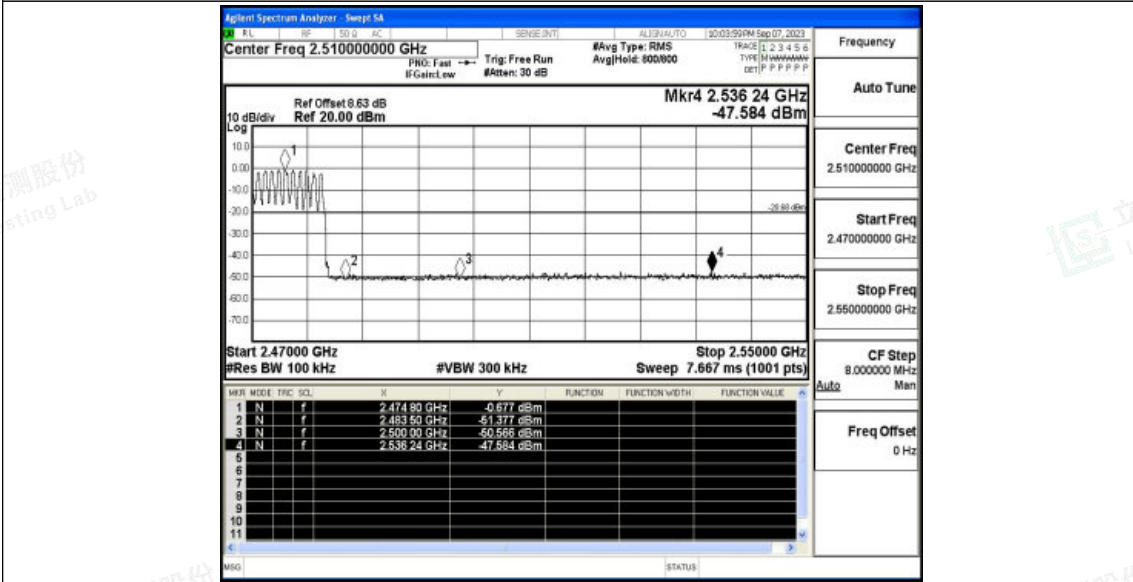 Agilent Spectrum Analyzer - Swept SA
RL RF 50 Ω AC SENSE:INT ALIGNAUTO 10:03:59PM Sep 07, 2023
Center Freq 2.510000000 GHz
PNO: Fast
IFGain:Low
Trig: Free Run
#Atten: 30 dB
#Avg Type: RMS
Avg|Hold: 800/800
TRACE 1 2 3 4 5 6
TYPE M W W W W W
DET P P P P P P
Frequency
Auto Tune
Center Freq
2.510000000 GHz
Start Freq
2.470000000 GHz
Stop Freq
2.550000000 GHz
CF Step
8.000000 MHz
Auto Man
Freq Offset
0 Hz
Mkr4 2.536 24 GHz
-47.584 dBm
Ref Offset 8.63 dB
10 dB/div Ref 20.00 dBm
Log
10.0
0.00
-10.0
-20.0
-30.0
-40.0
-50.0
-60.0
-70.0
1
2
3
4
Start 2.47000 GHz Stop 2.55000 GHz
#Res BW 100 kHz #VBW 300 kHz Sweep 7.667 ms (1001 pts)
MKR MODE TRC SCL X Y FUNCTION FUNCTION WIDTH FUNCTION VALUE
1 N f 2.474 80 GHz -0.677 dBm
2 N f 2.483 50 GHz -51.377 dBm
3 N f 2.500 00 GHz -50.566 dBm
4 N f 2.536 24 GHz -47.584 dBm
5
6
7
8
9
10
11
MSG STATUS
测股份
sting Lab
立